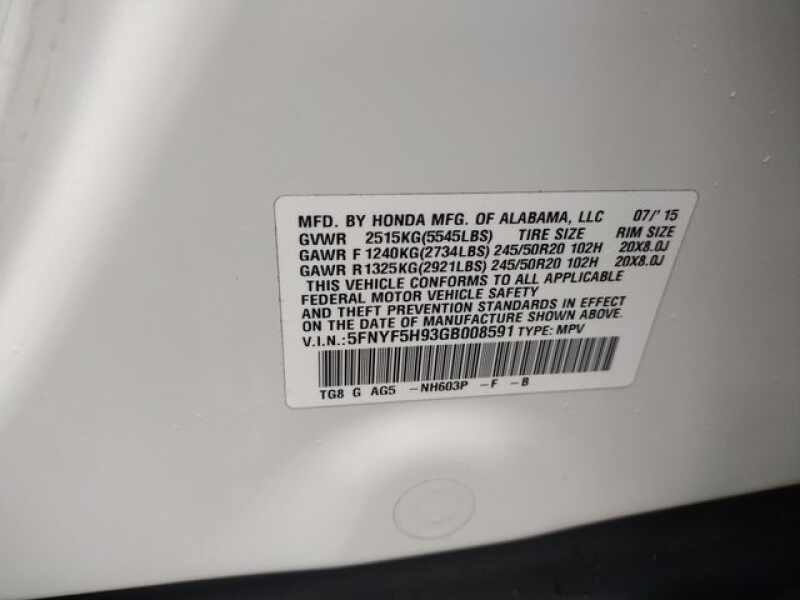 MFD. BY HONDA MFG. OF ALABAMA, LLC 07/'15
GVWR 2515KG(5545LBS) TIRE SIZE RIM SIZE
GAWR F 1240KG(2734LBS) 245/50R20 102H 20X8.0J
GAWR R 1325KG(2921LBS) 245/50R20 102H 20X8.0J
THIS VEHICLE CONFORMS TO ALL APPLICABLE
FEDERAL MOTOR VEHICLE SAFETY
AND THEFT PREVENTION STANDARDS IN EFFECT
ON THE DATE OF MANUFACTURE SHOWN ABOVE.
V.I.N.:5FNYF5H93GB008591 TYPE: MPV
TG8 G AG5 -NH603P -F -B